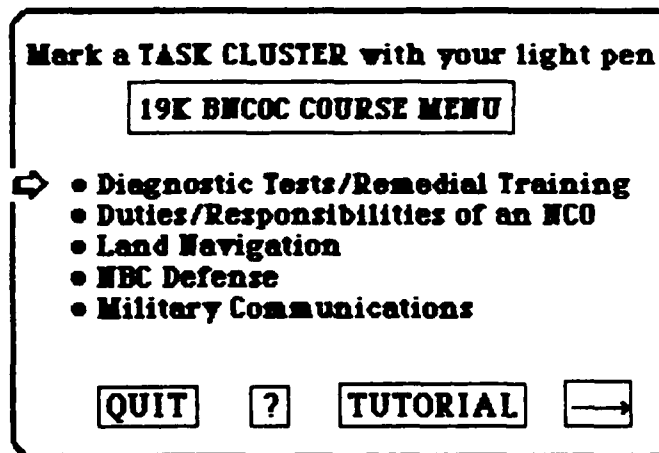 Mark a TASK CLUSTER with your light pen
19K BNCOC COURSE MENU
• Diagnostic Tests/Remedial Training
• Duties/Responsibilities of an NCO
• Land Navigation
• NBC Defense
• Military Communications
QUIT ? TUTORIAL